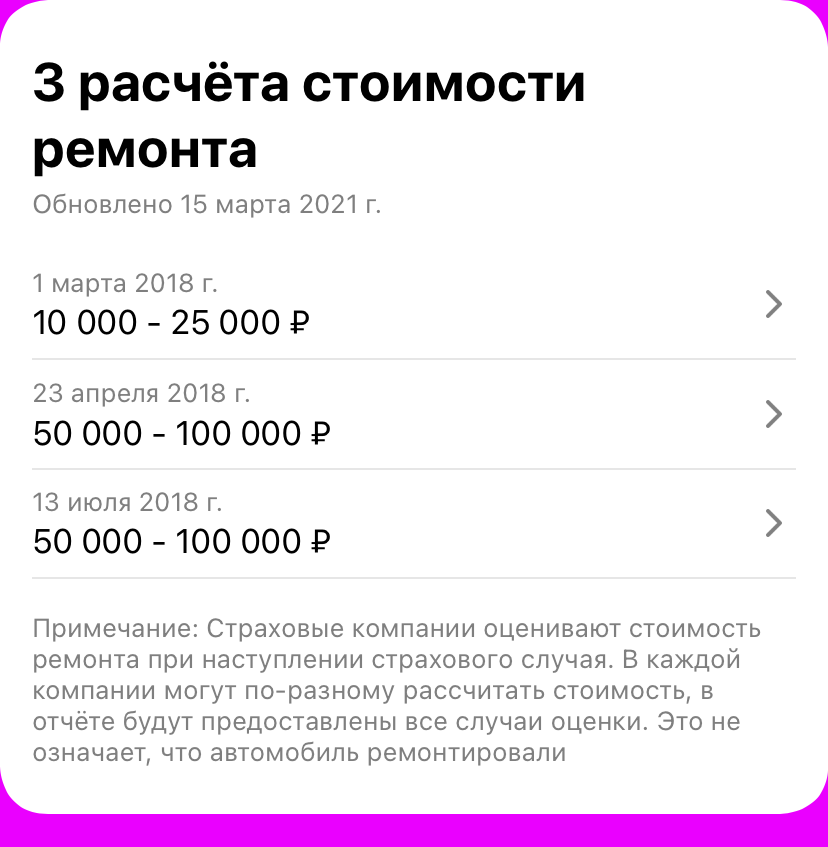 3 расчёта стоимости
ремонта
Обновлено 15 марта 2021 г.
1 марта 2018 г.
10 000 - 25 000 ₽
23 апреля 2018 г.
50 000 - 100 000 ₽
13 июля 2018 г.
50 000 - 100 000 ₽
Примечание: Страховые компании оценивают стоимость
ремонта при наступлении страхового случая. В каждой
компании могут по-разному рассчитать стоимость, в
отчёте будут предоставлены все случаи оценки. Это не
означает, что автомобиль ремонтировали